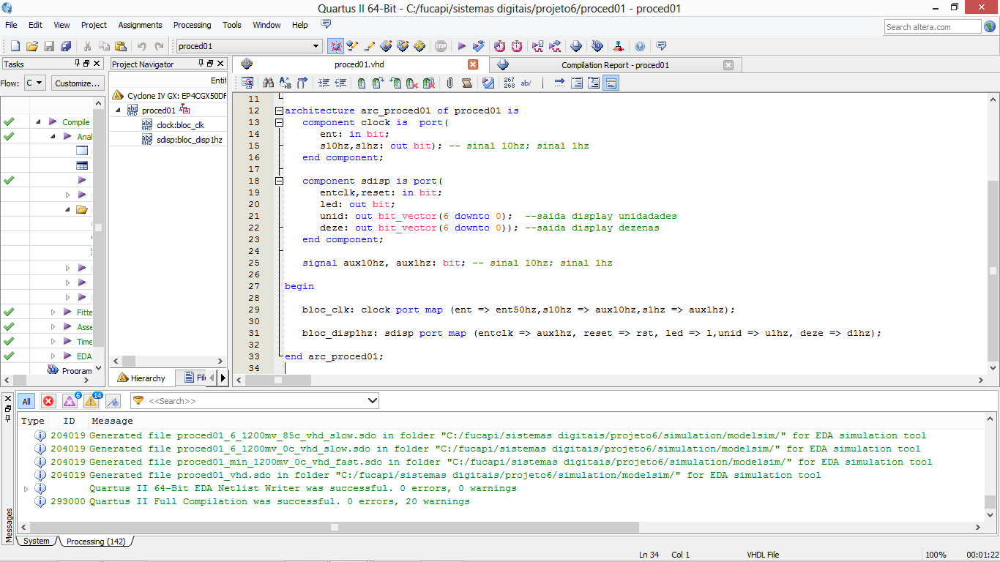 Quartus II 64-Bit - C:/fucapi/sistemas digitais/projeto6/proced01 - proced01
File Edit View Project Assignments Processing Tools Window Help
Search altera.com
proced01
STOP
Tasks
Flow: C Customize...
Compile
Anal
Fitte
Asse
Time
EDA
Program
Project Navigator
Entit
Cyclone IV GX: EP4CGX50DF
proced01
clock:bloc_clk
sdisp:bloc_disp1hz
Hierarchy
Fil
proced01.vhd
Compilation Report - proced01
267
268
ab/
11
12 architecture arc_proced01 of proced01 is
13 component clock is port(
14 ent: in bit;
15 s10hz,s1hz: out bit); -- sinal 10hz; sinal 1hz
16 end component;
17
18 component sdisp is port(
19 entclk,reset: in bit;
20 led: out bit;
21 unid: out bit_vector(6 downto 0); --saida display unidadades
22 deze: out bit_vector(6 downto 0)); --saida display dezenas
23 end component;
24
25 signal aux10hz, aux1hz: bit; -- sinal 10hz; sinal 1hz
26
27 begin
28
29 bloc_clk: clock port map (ent => ent50hz,s10hz => aux10hz,s1hz => aux1hz);
30
31 bloc_disp1hz: sdisp port map (entclk => aux1hz, reset => rst, led => l,unid => u1hz, deze => d1hz);
32
33 end arc_proced01;
34
All 6 14 <<Search>>
Type ID Message
204019 Generated file proced01_6_1200mv_85c_vhd_slow.sdo in folder "C:/fucapi/sistemas digitais/projeto6/simulation/modelsim/" for EDA simulation tool
204019 Generated file proced01_6_1200mv_0c_vhd_slow.sdo in folder "C:/fucapi/sistemas digitais/projeto6/simulation/modelsim/" for EDA simulation tool
204019 Generated file proced01_min_1200mv_0c_vhd_fast.sdo in folder "C:/fucapi/sistemas digitais/projeto6/simulation/modelsim/" for EDA simulation tool
204019 Generated file proced01_vhd.sdo in folder "C:/fucapi/sistemas digitais/projeto6/simulation/modelsim/" for EDA simulation tool
Quartus II 64-Bit EDA Netlist Writer was successful. 0 errors, 0 warnings
293000 Quartus II Full Compilation was successful. 0 errors, 20 warnings
Messages
System Processing (142)
Ln 34 Col 1 VHDL File 100% 00:01:22